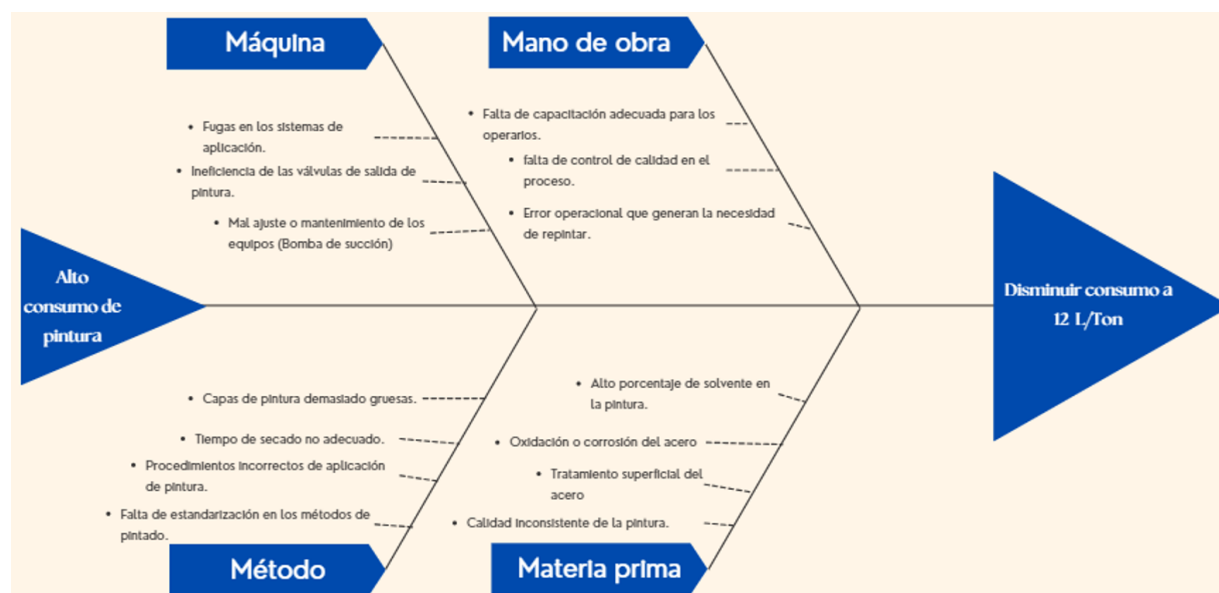 Máquina
Mano de obra
• Fugas en los sistemas de
aplicación.
• Ineficiencia de las válvulas de salida de
pintura.
• Mal ajuste o mantenimiento de los
equipos (Bomba de succión)
• Falta de capacitación adecuada para los
operarios.
• falta de control de calidad en el
proceso.
• Error operacional que generan la necesidad
de repintar.
Alto
consumo de
pintura
Disminuir consumo a
12 L/Ton
• Capas de pintura demasiado gruesas.
• Tiempo de secado no adecuado.
• Procedimientos incorrectos de aplicación
de pintura.
• Falta de estandarización en los métodos de
pintado.
• Alto porcentaje de solvente en
la pintura.
• Oxidación o corrosión del acero
• Tratamiento superficial del
acero
• Calidad inconsistente de la pintura.
Método
Materia prima